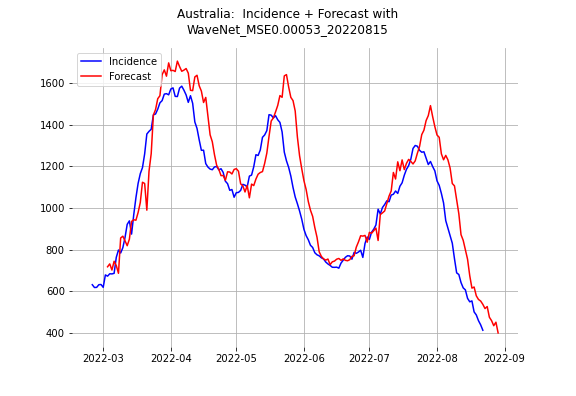 Australia:  Incidence + Forecast with
WaveNet_MSE0.00053_20220815
Incidence
Forecast
1600
1400
1200
1000
800
600
400
2022-03 2022-04 2022-05 2022-06 2022-07 2022-08 2022-09